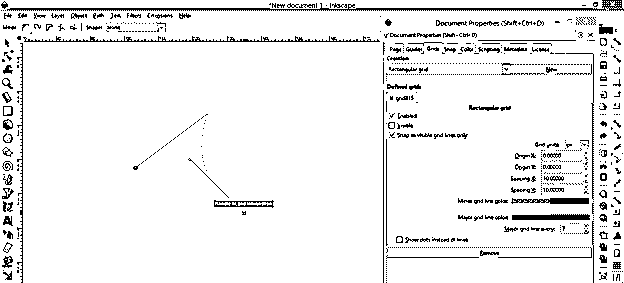 *New document 1 - Inkscape
File Edit View Layer Object Path Text Filters Extensions Help
Mode: Shape: None
Document Properties (Shift+Ctrl+D)
Document Properties (Shift+Ctrl+D)
Page Guides Grids Snap Color Scripting Metadata License
Creation
Rectangular grid New
Defined grids
Rectangular grid
Enabled
Visible
Snap to visible grid lines only
Grid units: px
Origin X: 0.00000
Origin Y: 0.00000
Spacing X: 10.00000
Spacing Y: 10.00000
Minor grid line color:
Major grid line color:
Major grid line every:
Show dots instead of lines
Remove